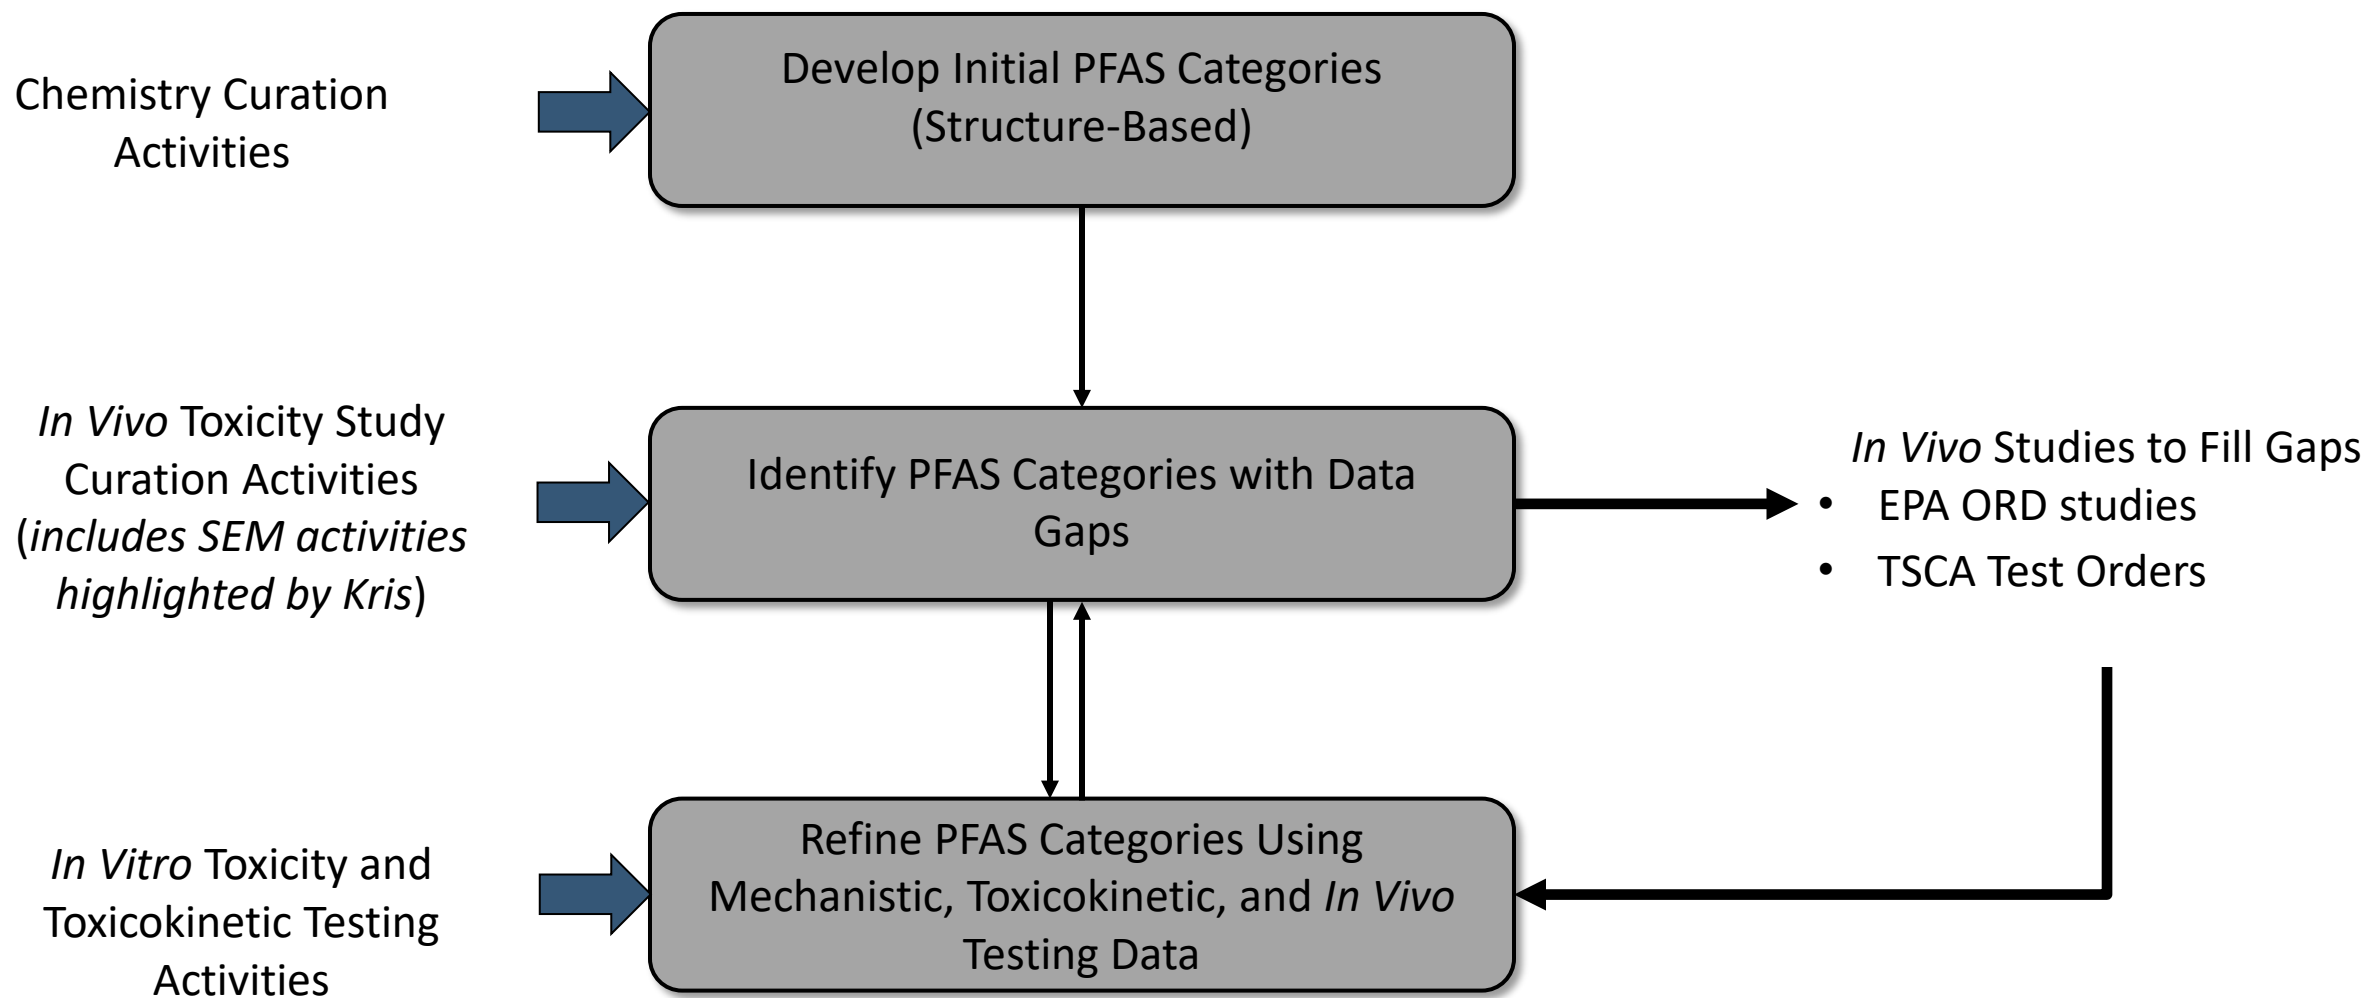 Chemistry Curation
Activities
Develop Initial PFAS Categories
(Structure-Based)
In Vivo Toxicity Study
Curation Activities
(includes SEM activities
highlighted by Kris)
Identify PFAS Categories with Data
Gaps
In Vivo Studies to Fill Gaps
• EPA ORD studies
• TSCA Test Orders
In Vitro Toxicity and
Toxicokinetic Testing
Activities
Refine PFAS Categories Using
Mechanistic, Toxicokinetic, and In Vivo
Testing Data